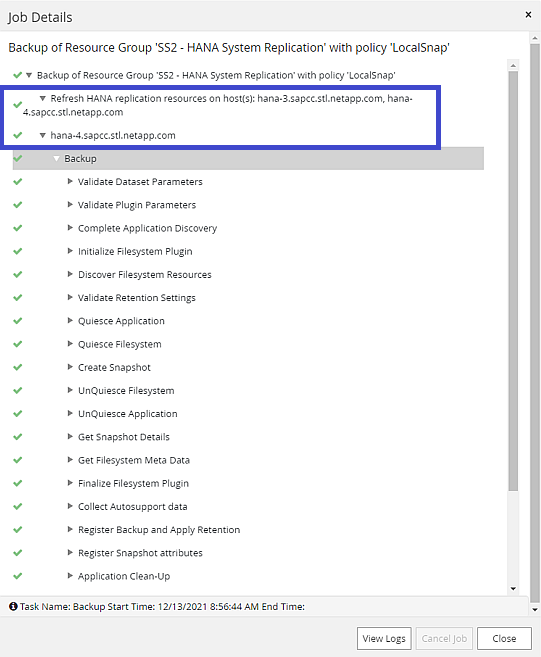 Job Details
×
Backup of Resource Group 'SS2 - HANA System Replication' with policy 'LocalSnap'
Backup of Resource Group 'SS2 - HANA System Replication' with policy 'LocalSnap'
Refresh HANA replication resources on host(s): hana-3.sapcc.stl.netapp.com, hana-
4.sapcc.stl.netapp.com
hana-4.sapcc.stl.netapp.com
Backup
Validate Dataset Parameters
Validate Plugin Parameters
Complete Application Discovery
Initialize Filesystem Plugin
Discover Filesystem Resources
Validate Retention Settings
Quiesce Application
Quiesce Filesystem
Create Snapshot
UnQuiesce Filesystem
UnQuiesce Application
Get Snapshot Details
Get Filesystem Meta Data
Finalize Filesystem Plugin
Collect Autosupport data
Register Backup and Apply Retention
Register Snapshot attributes
Application Clean-Up
Task Name: Backup Start Time: 12/13/2021 8:56:44 AM End Time:
View Logs
Cancel Job
Close